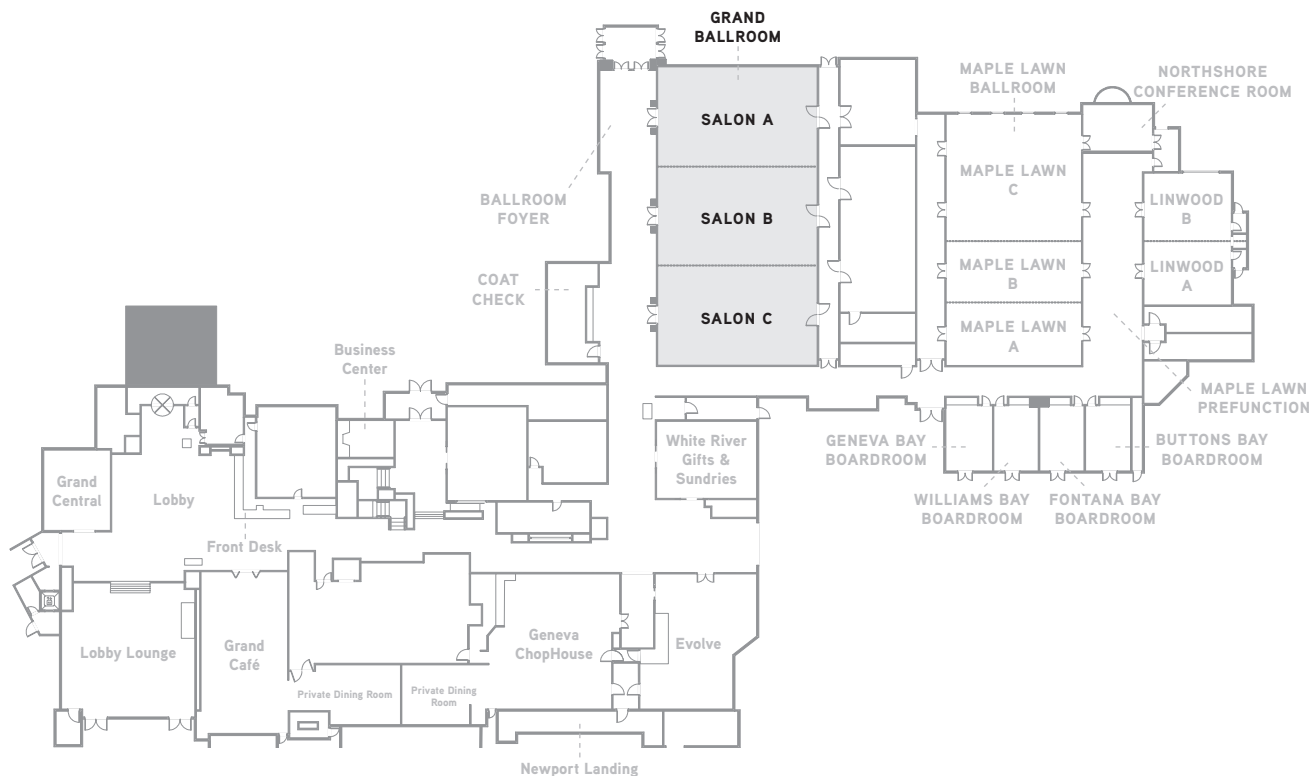 GRAND
BALLROOM
MAPLE LAWN
BALLROOM
NORTHSHORE
CONFERENCE ROOM
SALON A
MAPLE LAWN
C
BALLROOM
FOYER
LINWOOD
B
SALON B
COAT
CHECK
MAPLE LAWN
B
LINWOOD
A
SALON C
MAPLE LAWN
A
Business
Center
MAPLE LAWN
PREFUNCTION
White River
Gifts &
Sundries
GENEVA BAY
BOARDROOM
BUTTONS BAY
BOARDROOM
Grand
Central
Lobby
WILLIAMS BAY
BOARDROOM
FONTANA BAY
BOARDROOM
Front Desk
Lobby Lounge
Grand
Café
Geneva
ChopHouse
Evolve
Private Dining Room
Private Dining
Room
Newport Landing